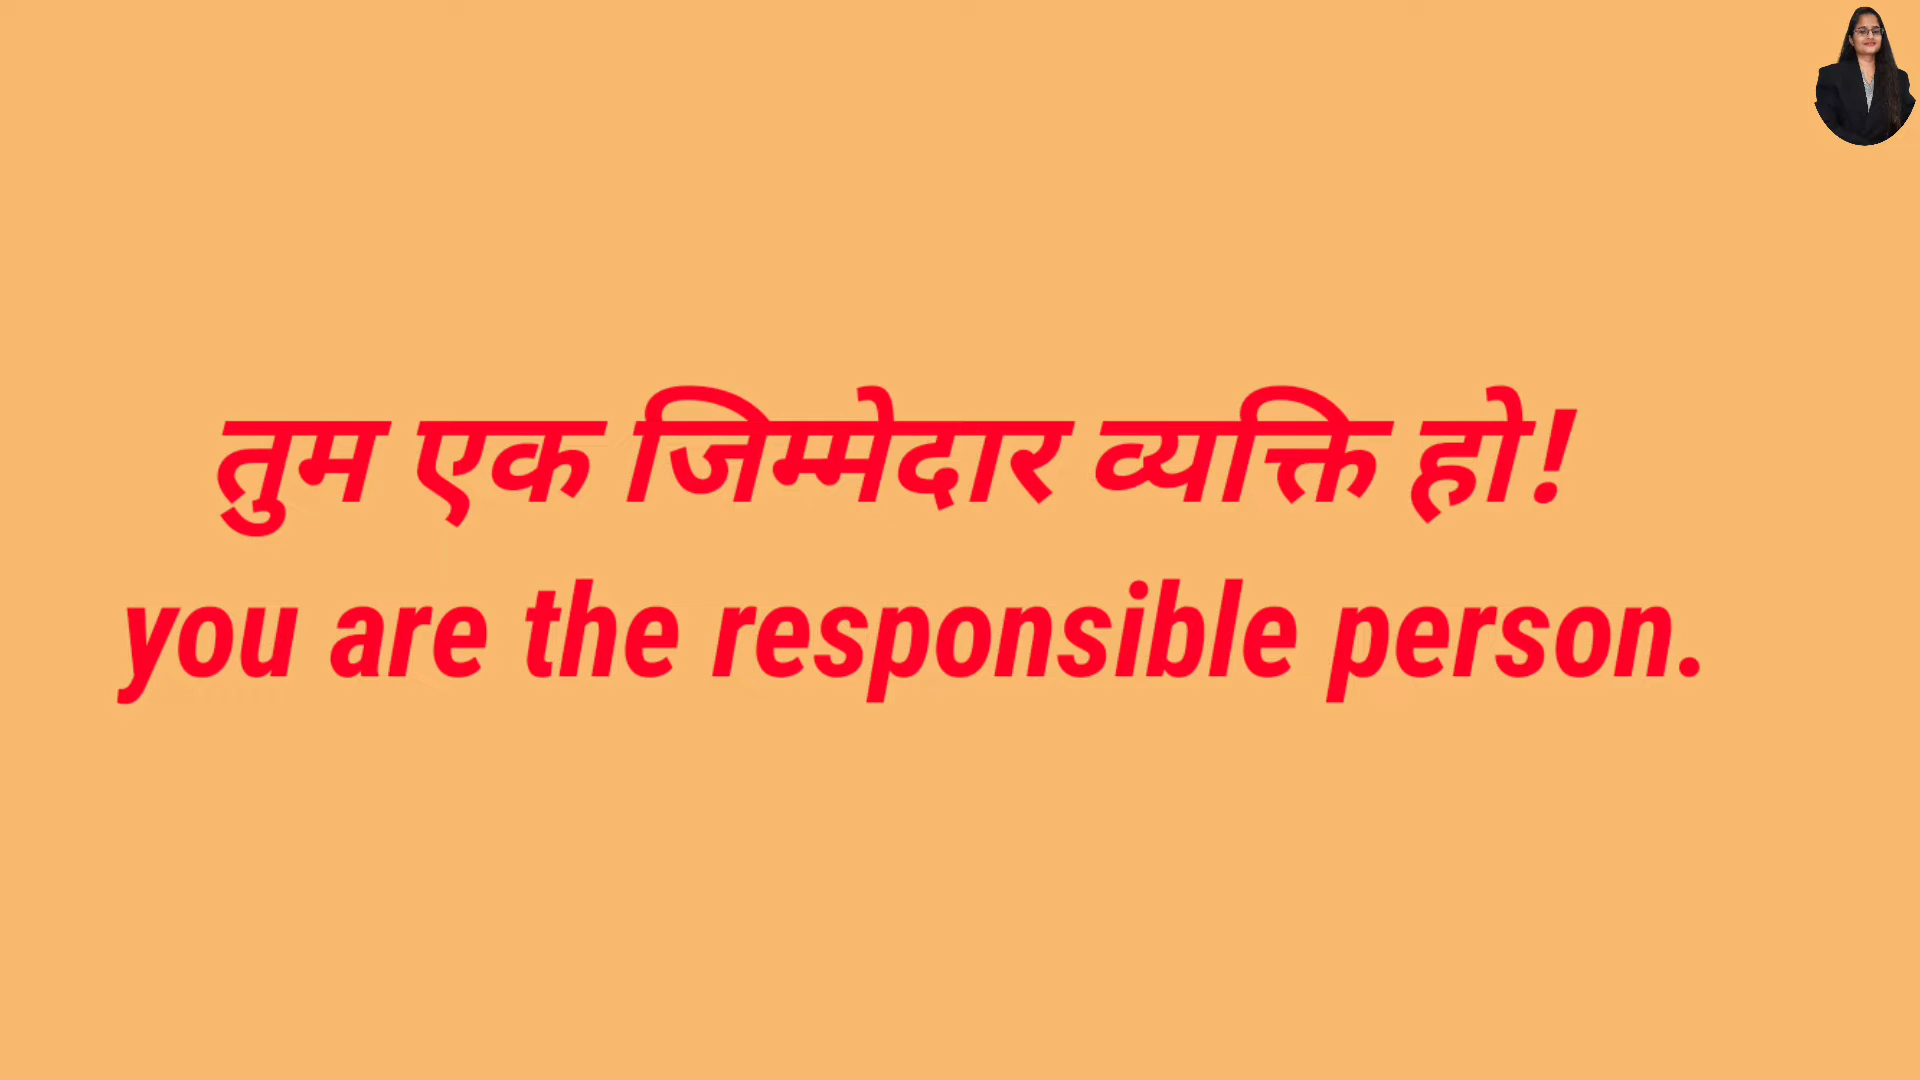 तुम एक जिम्मेदार व्यक्ति हो!
you are the responsible person.